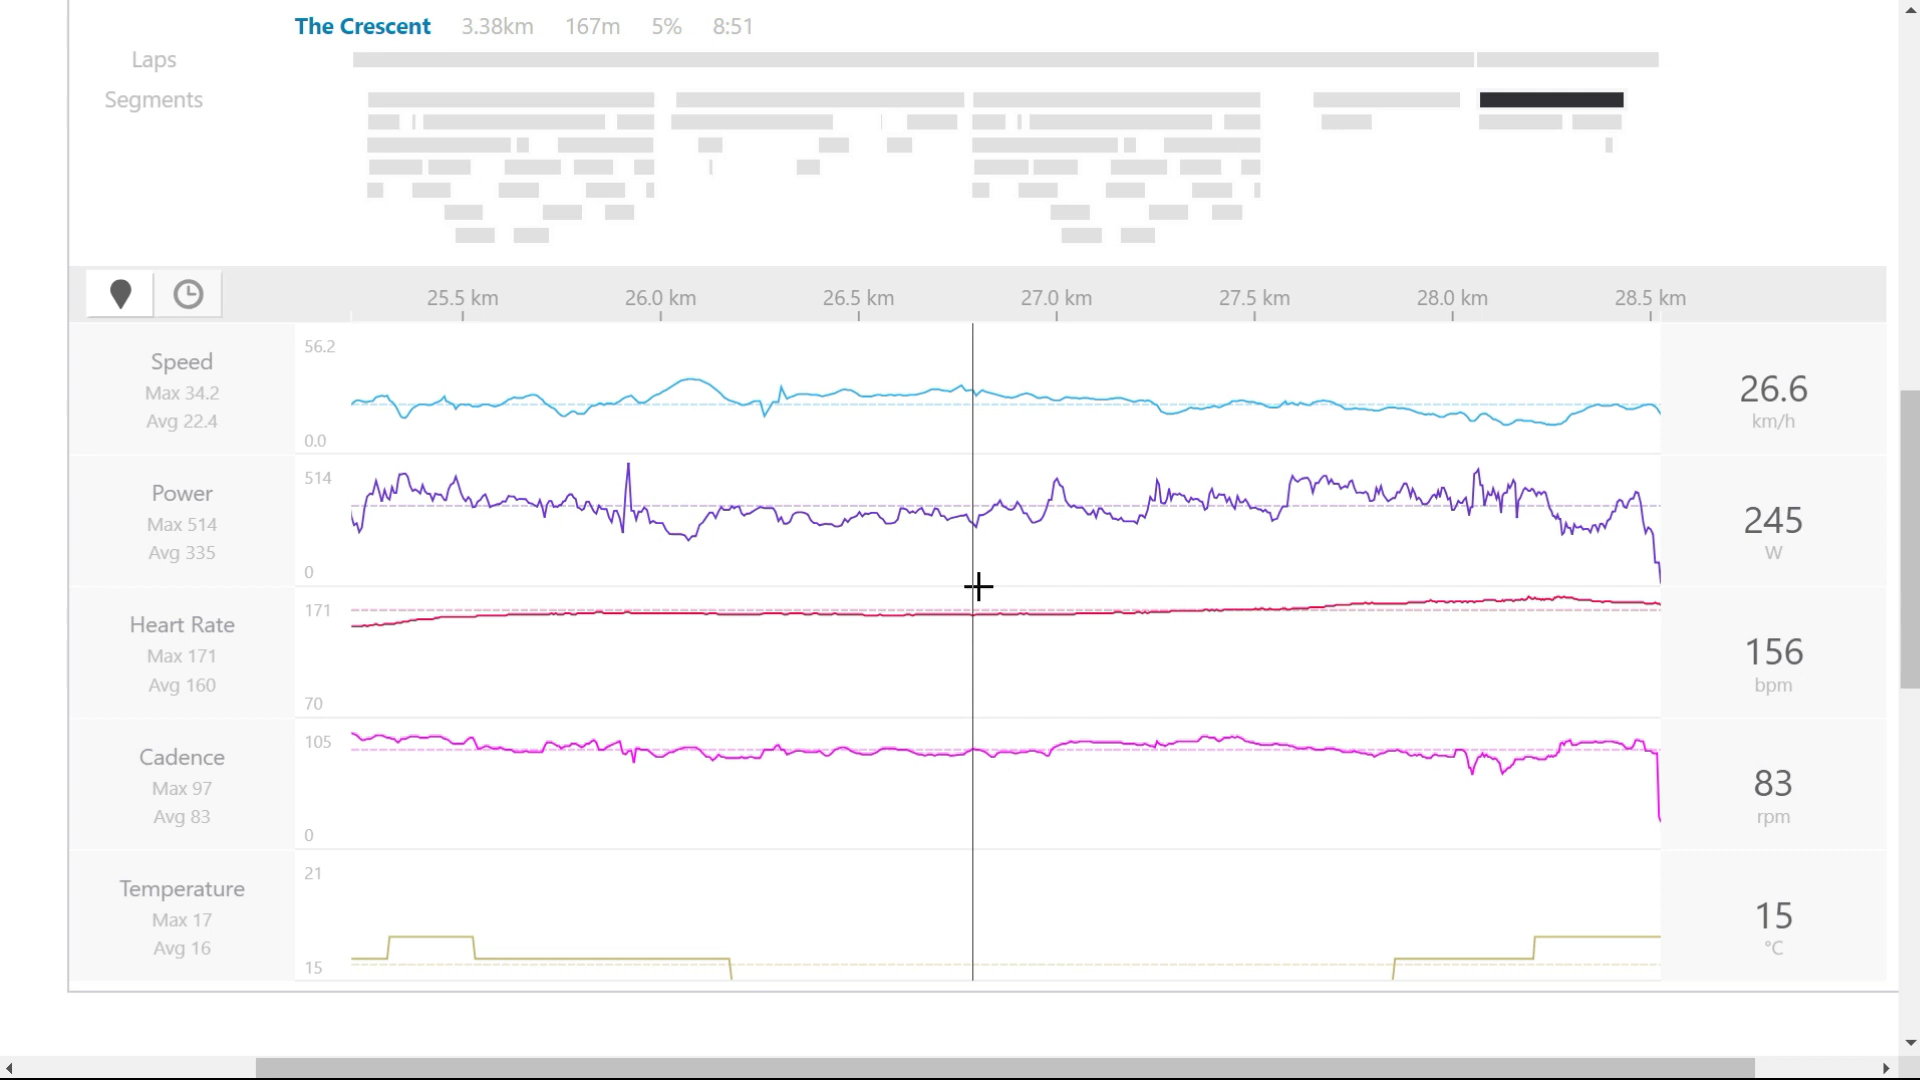 The Crescent 3.38km 167m 5% 8:51
Laps
Segments
25.5 km 26.0 km 26.5 km 27.0 km 27.5 km 28.0 km 28.5 km
Speed
Max 34.2
Avg 22.4
56.2
0.0
26.6
km/h
Power
Max 514
Avg 335
514
0
245
W
Heart Rate
Max 171
Avg 160
171
70
156
bpm
Cadence
Max 97
Avg 83
105
0
83
rpm
Temperature
Max 17
Avg 16
21
15
15
°C